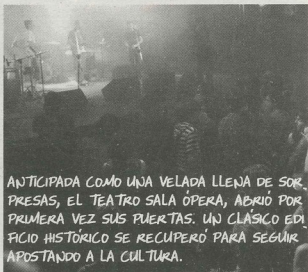 ANTICIPADA COMO UNA VELADA LLENA DE SOR
PRESAS, EL TEATRO SALA ÓPERA, ABRIÓ POR
PRIMERA VEZ SUS PUERTAS. UN CLÁSICO EDI
FICIO HISTÓRICO SE RECUPERÓ PARA SEGUIR
APOSTANDO A LA CULTURA.